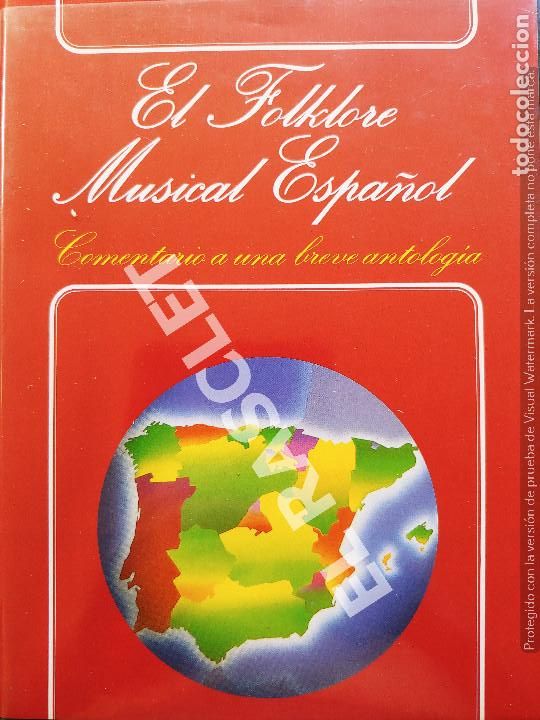 El Folklore
Musical Español
Comentario a una breve antología
EL RASCLET
todocoleccion
Protegido con la versión de prueba de Visual Watermark. La versión completa no pone esta marca.